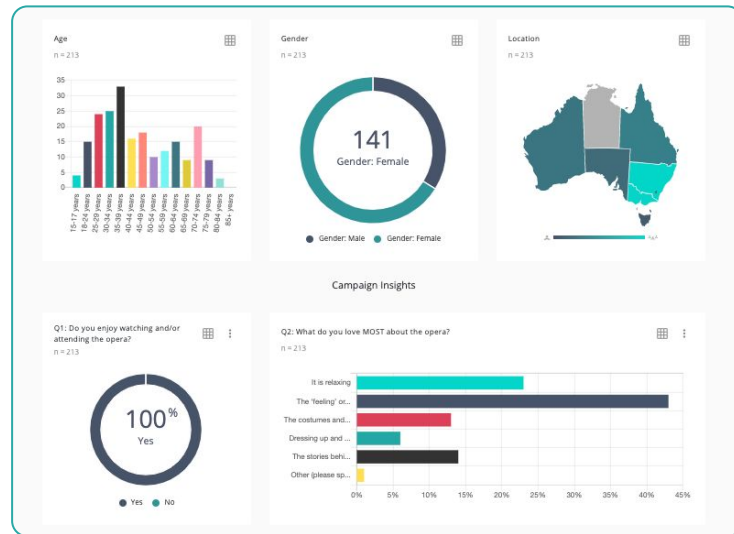 Age
n = 213
35
30
25
20
15
10
5
0
15-17 years
18-24 years
25-29 years
30-34 years
35-39 years
40-44 years
45-49 years
50-54 years
55-59 years
60-64 years
65-69 years
70-74 years
75-79 years
80-84 years
85+ years
Gender
n = 213
141
Gender: Female
Gender: Male
Gender: Female
Location
n = 213
Campaign Insights
Q1: Do you enjoy watching and/or
attending the opera?
n = 213
100%
Yes
Yes
No
Q2: What do you love MOST about the opera?
n = 213
It is relaxing
The 'feeling' or...
The costumes and...
Dressing up and ...
The stories behi...
Other (please sp...
0% 5% 10% 15% 20% 25% 30% 35% 40% 45%